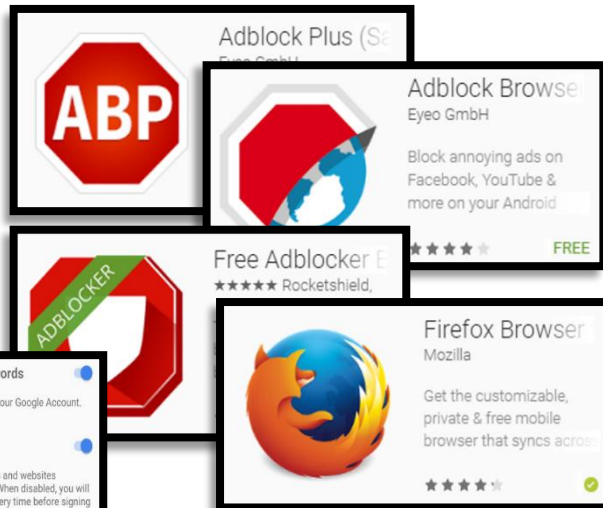 Adblock Plus (Sa
Eyeo GmbH
ABP
Adblock Browse
Eyeo GmbH
Block annoying ads on
Facebook, YouTube &
more on your Android
FREE
Free Adblocker
Rocketshield,
ADBLOCKER
Firefox Browser
Mozilla
Get the customizable,
private & free mobile
browser that syncs across
our Google Account.
and websites
When disabled, you will
ery time before signing